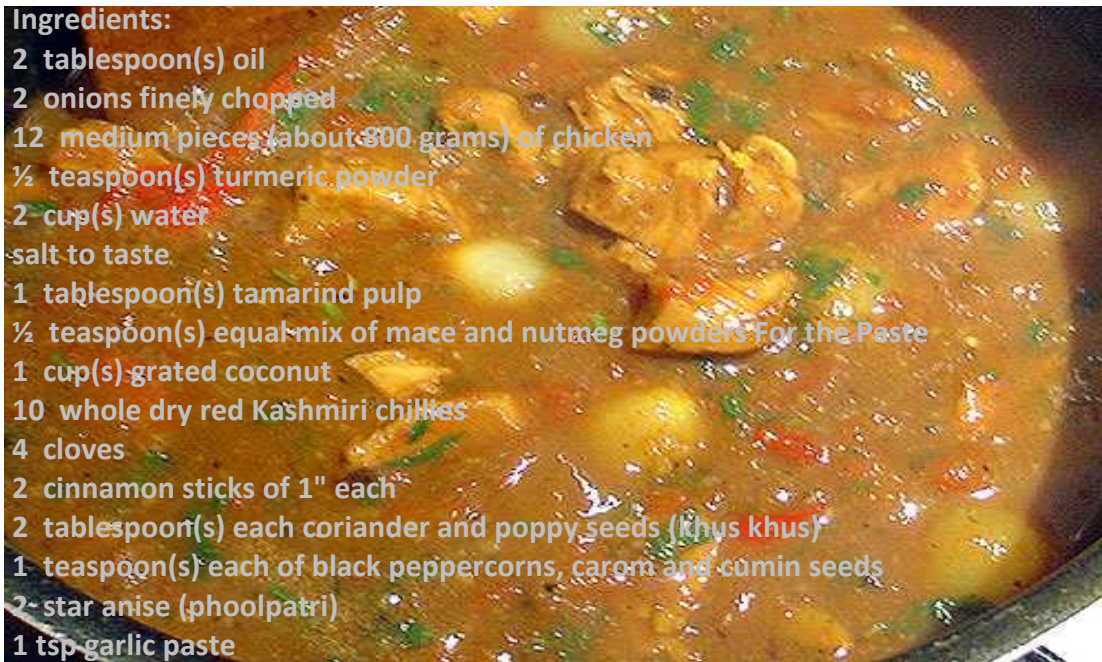 Ingredients:
2 tablespoon(s) oil
2 onions finely chopped
12 medium pieces (about 800 grams) of chicken
½ teaspoon(s) turmeric powder
2 cup(s) water
salt to taste
1 tablespoon(s) tamarind pulp
½ teaspoon(s) equal mix of mace and nutmeg powders For the Paste
1 cup(s) grated coconut
10 whole dry red Kashmiri chillies
4 cloves
2 cinnamon sticks of 1" each
2 tablespoon(s) each coriander and poppy seeds (khus khus)
1 teaspoon(s) each of black peppercorns, carom and cumin seeds
2 star anise (phoolpatri)
1 tsp garlic paste